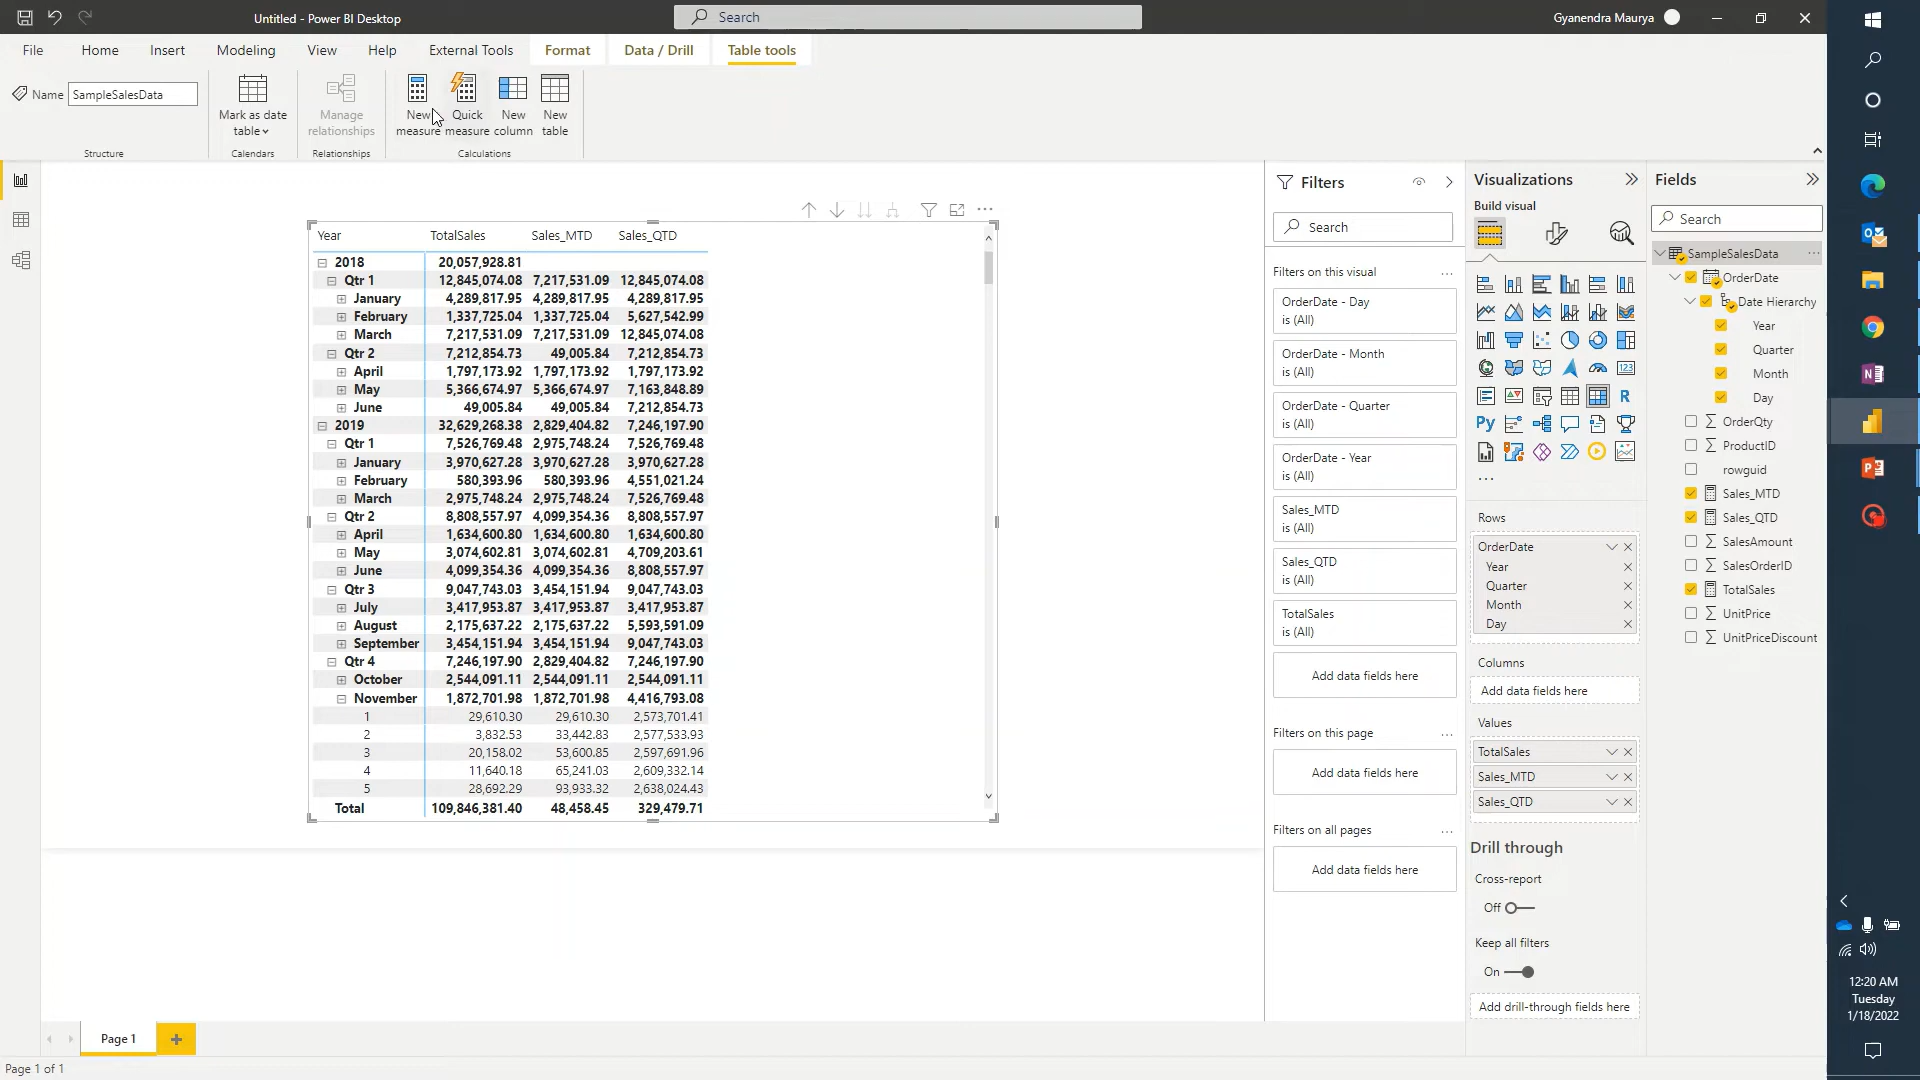 Untitled - Power BI Desktop
Search
Gyanendra Maurya
File Home Insert Modeling View Help External Tools Format Data / Drill Table tools
Name SampleSalesData
Mark as date table
Manage relationships
New measure
Quick measure
New column
New table
Structure Calendars Relationships Calculations
Year TotalSales Sales_MTD Sales_QTD
2018 20,057,928.81
Qtr 1 12,845,074.08 7,217,531.09 12,845,074.08
January 4,289,817.95 4,289,817.95 4,289,817.95
February 1,337,725.04 1,337,725.04 5,627,542.99
March 7,217,531.09 7,217,531.09 12,845,074.08
Qtr 2 7,212,854.73 49,005.84 7,212,854.73
April 1,797,173.92 1,797,173.92 1,797,173.92
May 5,366,674.97 5,366,674.97 7,163,848.89
June 49,005.84 49,005.84 7,212,854.73
2019 32,629,268.38 2,829,404.82 7,246,197.90
Qtr 1 7,526,769.48 2,975,748.24 7,526,769.48
January 3,970,627.28 3,970,627.28 3,970,627.28
February 580,393.96 580,393.96 4,551,021.24
March 2,975,748.24 2,975,748.24 7,526,769.48
Qtr 2 8,808,557.97 4,099,354.36 8,808,557.97
April 1,634,600.80 1,634,600.80 1,634,600.80
May 3,074,602.81 3,074,602.81 4,709,203.61
June 4,099,354.36 4,099,354.36 8,808,557.97
Qtr 3 9,047,743.03 3,454,151.94 9,047,743.03
July 3,417,953.87 3,417,953.87 3,417,953.87
August 2,175,637.22 2,175,637.22 5,593,591.09
September 3,454,151.94 3,454,151.94 9,047,743.03
Qtr 4 7,246,197.90 2,829,404.82 7,246,197.90
October 2,544,091.11 2,544,091.11 2,544,091.11
November 1,872,701.98 1,872,701.98 4,416,793.08
1 29,610.30 29,610.30 2,573,701.41
2 3,832.53 33,442.83 2,577,533.93
3 20,158.02 53,600.85 2,597,691.96
4 11,640.18 65,241.03 2,609,332.14
5 28,692.29 93,933.32 2,638,024.43
Total 109,846,381.40 48,458.45 329,479.71
Filters
Search
Filters on this visual
OrderDate - Day
is (All)
OrderDate - Month
is (All)
OrderDate - Quarter
is (All)
OrderDate - Year
is (All)
Sales_MTD
is (All)
Sales_QTD
is (All)
TotalSales
is (All)
Add data fields here
Filters on this page
Add data fields here
Filters on all pages
Add data fields here
Visualizations
Build visual
123
R
Py
Rows
OrderDate
Year
Quarter
Month
Day
Columns
Add data fields here
Values
TotalSales
Sales_MTD
Sales_QTD
Drill through
Cross-report
Off
Keep all filters
On
Add drill-through fields here
Fields
Search
SampleSalesData
OrderDate
Date Hierarchy
Year
Quarter
Month
Day
OrderQty
ProductID
rowguid
Sales_MTD
Sales_QTD
SalesAmount
SalesOrderID
TotalSales
UnitPrice
UnitPriceDiscount
12:20 AM
Tuesday
1/18/2022
Page 1
Page 1 of 1